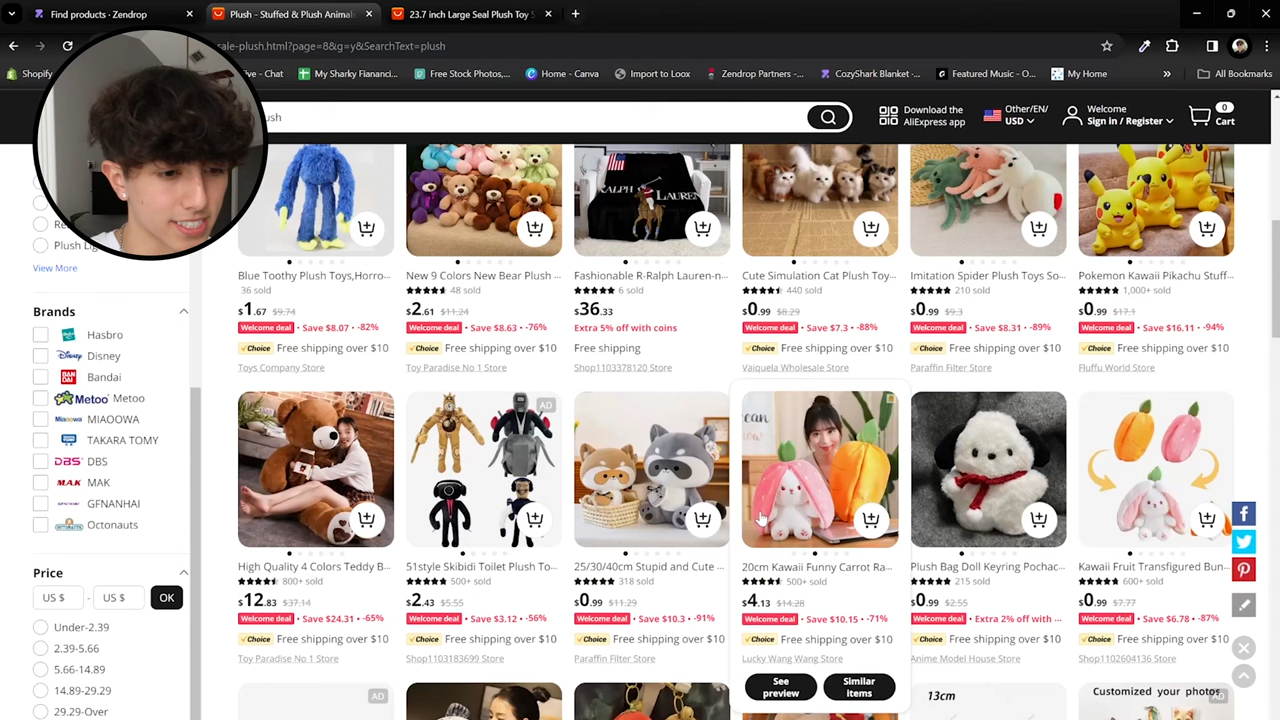 Find products · Zendrop
Plush - Stuffed & Plush Animal
23.7 inch Large Seal Plush Toy S
sale-plush.html?page=8&g=y&SearchText=plush
Shopify
ve - Chat
My Sharky Fiananci...
Free Stock Photos,...
Home - Canva
Import to Loox
Zendrop Partners -...
CozyShark Blanket·...
Featured Music - O...
My Home
All Bookmarks
ush
Download the
AliExpress app
Other/EN/
USD
Welcome
Sign in / Register
0
Cart
Re
Plush Lig
View More
RALPH LAUREN
Blue Toothy Plush Toys,Horro...
36 sold
$1.67 $9.74
Welcome deal · Save $8.07 · -82%
Choice Free shipping over $10
Toys Company Store
New 9 Colors New Bear Plush ...
48 sold
$2.61 $11.24
Welcome deal · Save $8.63 · -76%
Choice Free shipping over $10
Toy Paradise No 1 Store
Fashionable R-Ralph Lauren-n...
6 sold
$36.33
Extra 5% off with coins
Free shipping
Shop1103378120 Store
Cute Simulation Cat Plush Toy...
440 sold
$0.99 $8.29
Welcome deal · Save $7.3 · -88%
Choice Free shipping over $10
Vaiquela Wholesale Store
Imitation Spider Plush Toys So...
210 sold
$0.99 $9.3
Welcome deal · Save $8.31 · -89%
Choice Free shipping over $10
Paraffin Filter Store
Pokemon Kawaii Pikachu Stuff...
1,000+ sold
$0.99 $17.1
Welcome deal · Save $16.11 · -94%
Choice Free shipping over $10
Fluffu World Store
Brands
Hasbro
Disney Disney
BANDAI Bandai
Metoo Metoo
Miaoowa MIAOOWA
TAKARA TOMY
DBS DBS
M.A.K MAK
GFNANHAI
Octonauts
Price
US $ - US $ OK
Under-2.39
2.39-5.66
5.66-14.89
14.89-29.29
29.29-Over
High Quality 4 Colors Teddy B...
800+ sold
$12.83 $37.14
Welcome deal · Save $24.31 · -65%
Choice Free shipping over $10
Toy Paradise No 1 Store
AD
51style Skibidi Toilet Plush To...
500+ sold
$2.43 $5.55
Welcome deal · Save $3.12 · -56%
Choice Free shipping over $10
Shop1103183699 Store
25/30/40cm Stupid and Cute ...
318 sold
$0.99 $11.29
Welcome deal · Save $10.3 · -91%
Choice Free shipping over $10
Paraffin Filter Store
can
now
20cm Kawaii Funny Carrot Ra...
500+ sold
$4.13 $14.28
Welcome deal · Save $10.15 · -71%
Choice Free shipping over $10
Lucky Wang Wang Store
See
preview
Similar
items
Plush Bag Doll Keyring Pochac...
215 sold
$0.99 $2.55
Welcome deal · Extra 2% off with ...
Choice Free shipping over $10
Anime Model House Store
Kawaii Fruit Transfigured Bun...
600+ sold
$0.99 $7.77
Welcome deal · Save $6.78 · -87%
Choice Free shipping over $10
Shop1102604136 Store
AD
AD
13cm
Customized your photos